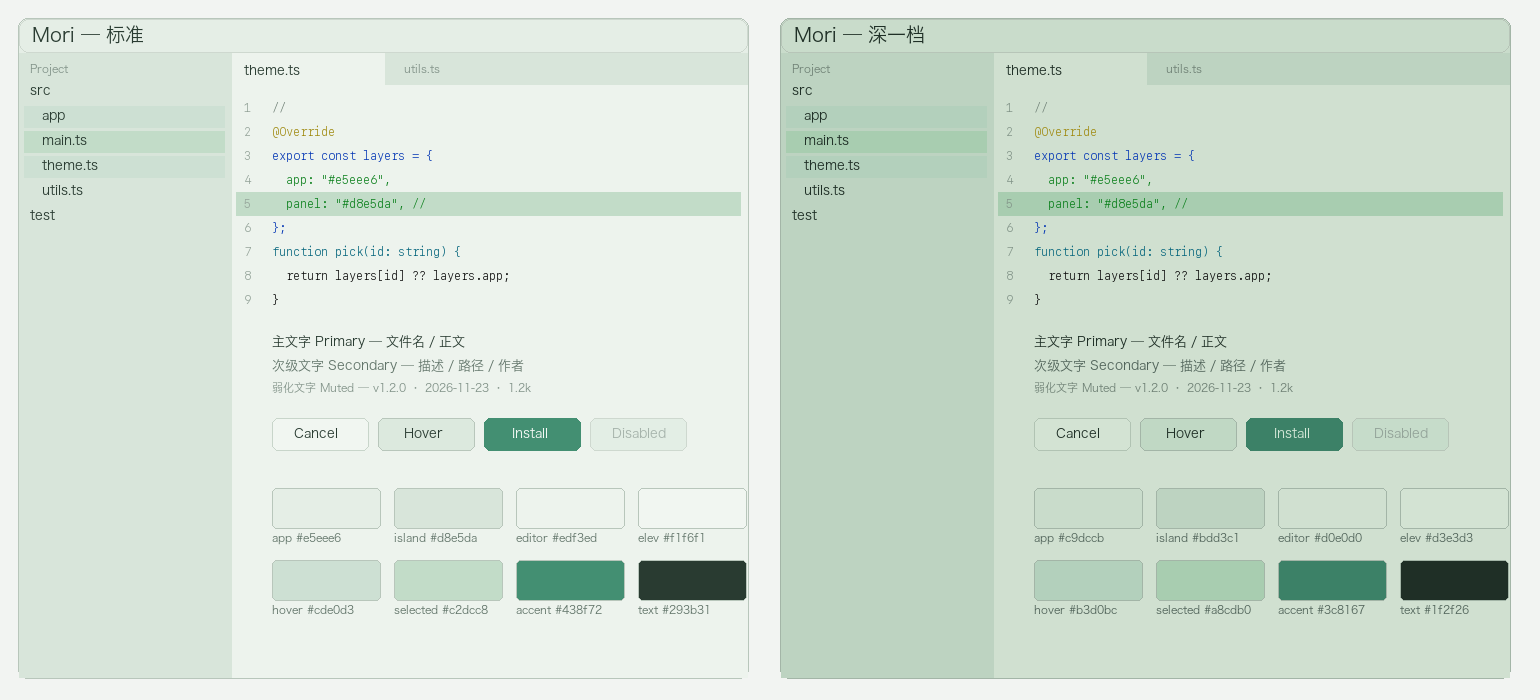 Mori — 标准
Project
src
app
main.ts
theme.ts
utils.ts
test
theme.ts utils.ts
1 //
2 @Override
3 export const layers = {
4 app: "#e5eee6",
5 panel: "#d8e5da", //
6 };
7 function pick(id: string) {
8 return layers[id] ?? layers.app;
9 }
主文字 Primary — 文件名 / 正文
次级文字 Secondary — 描述 / 路径 / 作者
弱化文字 Muted — v1.2.0 · 2026-11-23 · 1.2k
Cancel Hover Install Disabled
app #e5eee6 island #d8e5da editor #edf3ed elev #f1f6f1
hover #cde0d3 selected #c2dcc8 accent #438f72 text #293b31
Mori — 深一档
Project
src
app
main.ts
theme.ts
utils.ts
test
theme.ts utils.ts
1 //
2 @Override
3 export const layers = {
4 app: "#e5eee6",
5 panel: "#d8e5da", //
6 };
7 function pick(id: string) {
8 return layers[id] ?? layers.app;
9 }
主文字 Primary — 文件名 / 正文
次级文字 Secondary — 描述 / 路径 / 作者
弱化文字 Muted — v1.2.0 · 2026-11-23 · 1.2k
Cancel Hover Install Disabled
app #c9dccb island #bdd3c1 editor #d0e0d0 elev #d3e3d3
hover #b3d0bc selected #a8cdb0 accent #3c8167 text #1f2f26